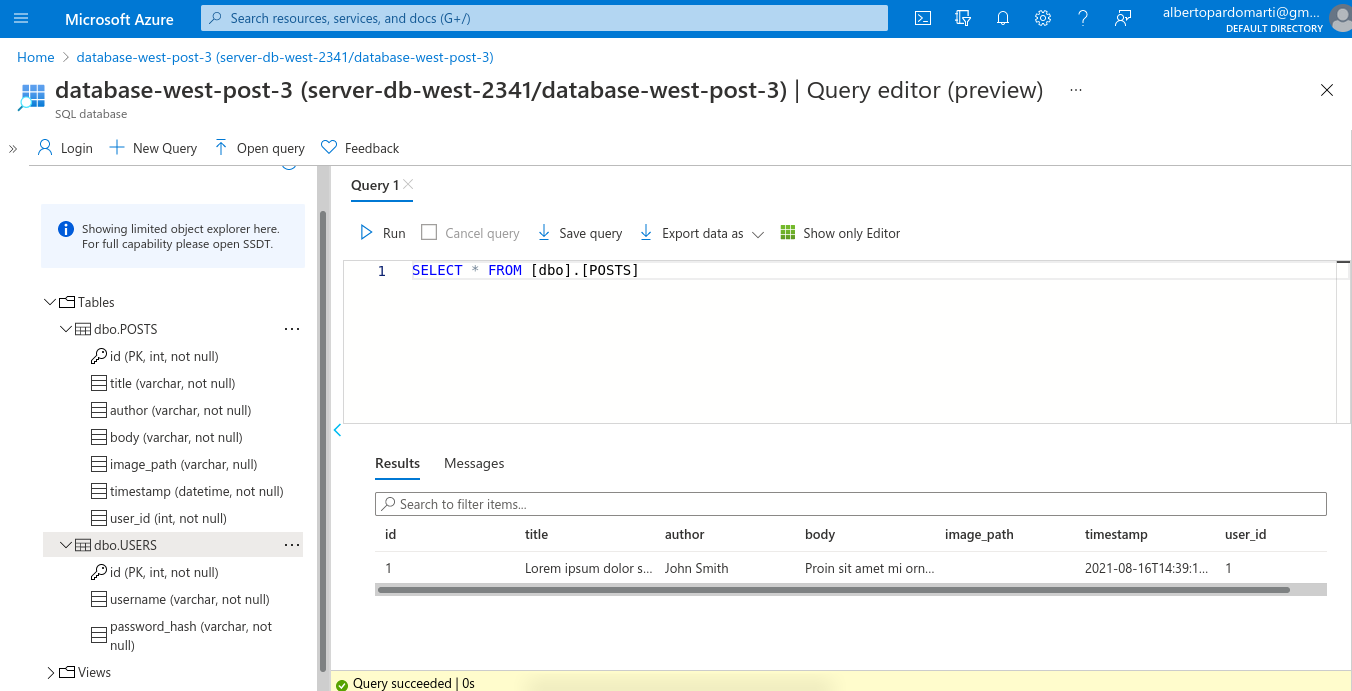 Microsoft Azure
Search resources, services, and docs (G+/)
albertopardomarti@gm...
DEFAULT DIRECTORY
Home > database-west-post-3 (server-db-west-2341/database-west-post-3)
database-west-post-3 (server-db-west-2341/database-west-post-3) | Query editor (preview) ...
SQL database
» Login New Query Open query Feedback
Showing limited object explorer here.
For full capability please open SSDT.
Tables
dbo.POSTS ...
id (PK, int, not null)
title (varchar, not null)
author (varchar, not null)
body (varchar, not null)
image_path (varchar, null)
timestamp (datetime, not null)
user_id (int, not null)
dbo.USERS ...
id (PK, int, not null)
username (varchar, not null)
password_hash (varchar, not
null)
Views
Query 1
Run Cancel query Save query Export data as Show only Editor
1 SELECT * FROM [dbo].[POSTS]
Results Messages
Search to filter items...
id title author body image_path timestamp user_id
1 Lorem ipsum dolor s... John Smith Proin sit amet mi orn... 2021-08-16T14:39:1... 1
Query succeeded | 0s